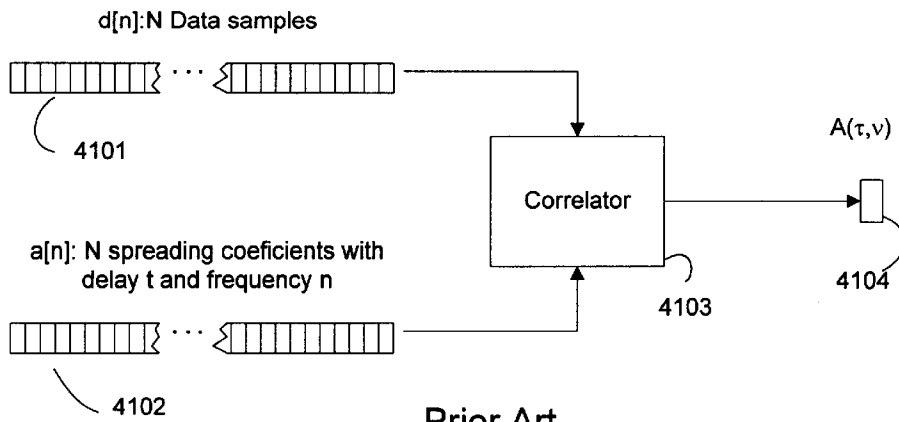 d[n]:N Data samples
4101
a[n]: N spreading coeficients with
delay t and frequency n
4102
Correlator
4103
A(τ,ν)
4104
Prior Art